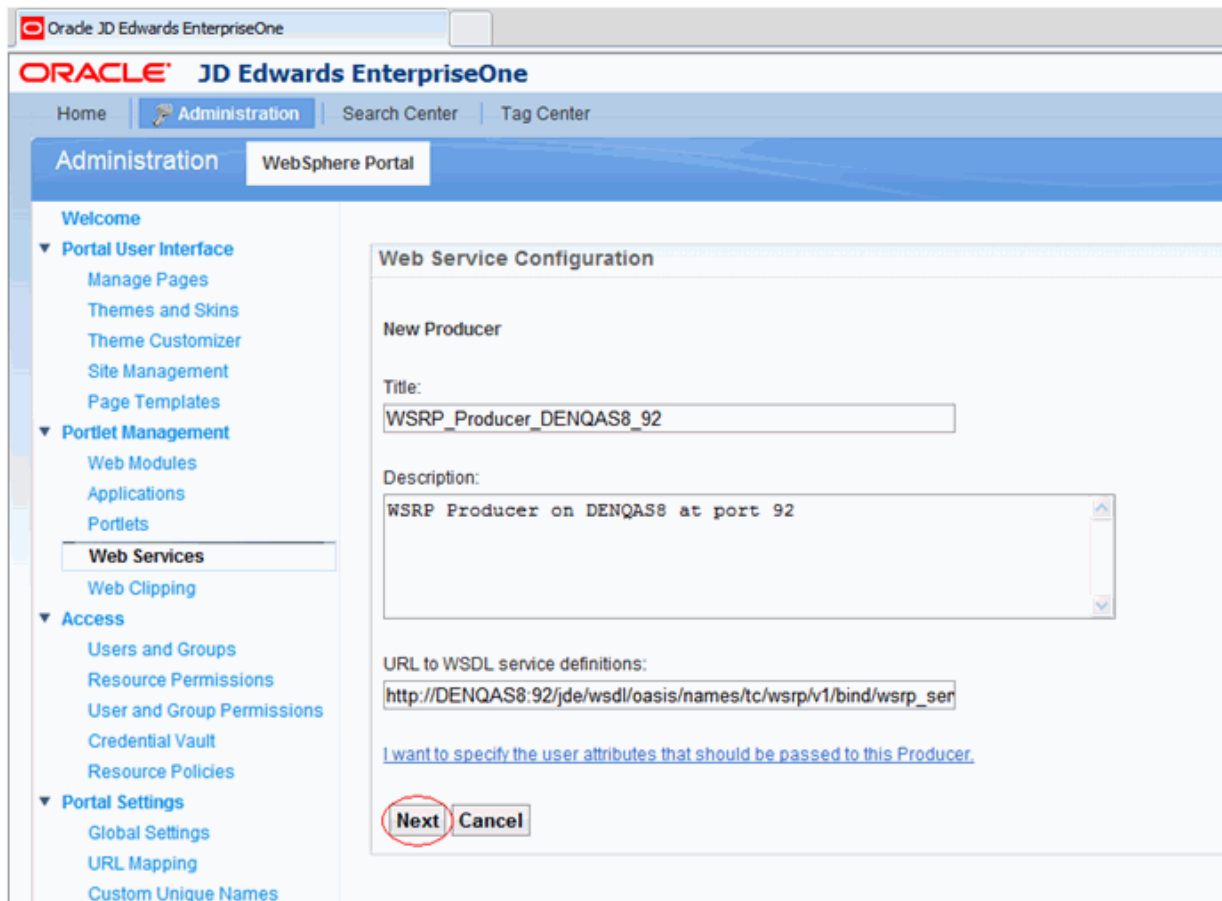 Oracle JD Edwards EnterpriseOne
ORACLE JD Edwards EnterpriseOne
Home Administration Search Center Tag Center
Administration WebSphere Portal
Welcome
Portal User Interface
Manage Pages
Themes and Skins
Theme Customizer
Site Management
Page Templates
Portlet Management
Web Modules
Applications
Portlets
Web Services
Web Clipping
Access
Users and Groups
Resource Permissions
User and Group Permissions
Credential Vault
Resource Policies
Portal Settings
Global Settings
URL Mapping
Custom Unique Names
Web Service Configuration
New Producer
Title:
WSRP_Producer_DENQAS8_92
Description:
WSRP Producer on DENQAS8 at port 92
URL to WSDL service definitions:
http://DENQAS8:92/jde/wsdl/oasis/names/tc/wsrp/v1/bind/wsrp_ser
I want to specify the user attributes that should be passed to this Producer.
Next Cancel